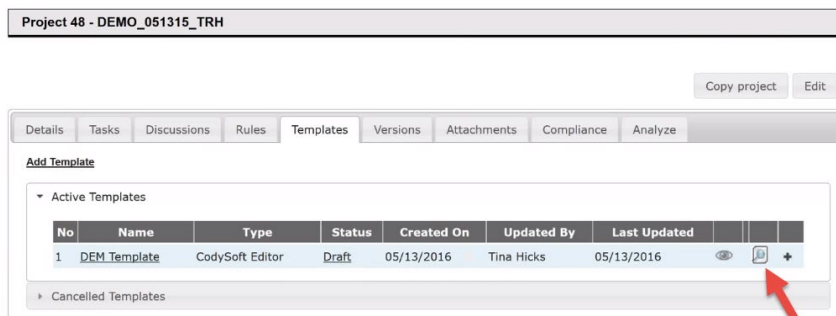 Project 48 - DEMO_051315_TRH
Copy project Edit
Details Tasks Discussions Rules Templates Versions Attachments Compliance Analyze
Add Template
Active Templates
No Name Type Status Created On Updated By Last Updated
1 DEM Template CodySoft Editor Draft 05/13/2016 Tina Hicks 05/13/2016
Cancelled Templates